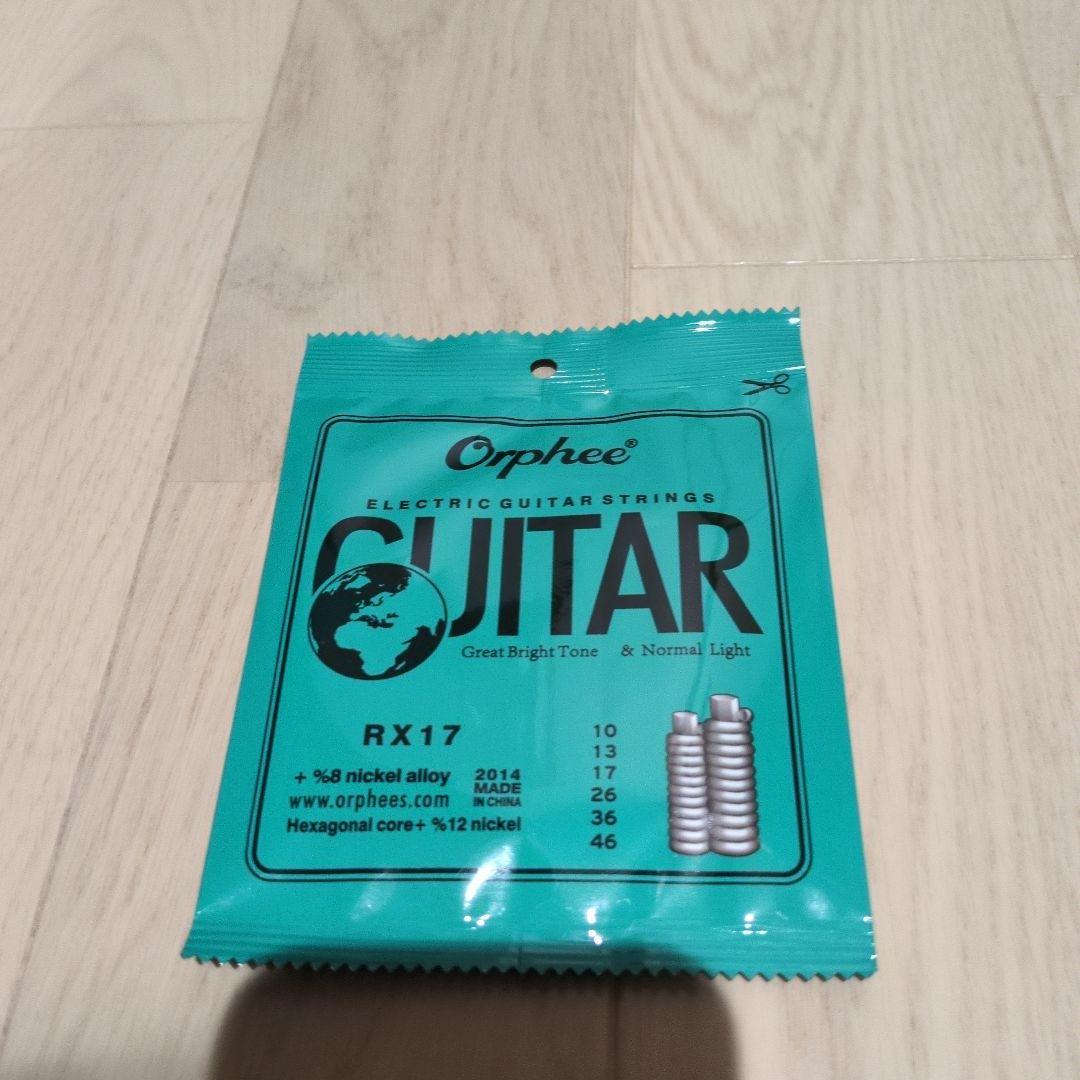 Orphee®
ELECTRIC GUITAR STRINGS
GUITAR
Great Bright Tone & Normal Light
RX17
+ %8 nickel alloy
www.orphees.com
Hexagonal core+ %12 nickel
2014
MADE
IN CHINA
10
13
17
26
36
46